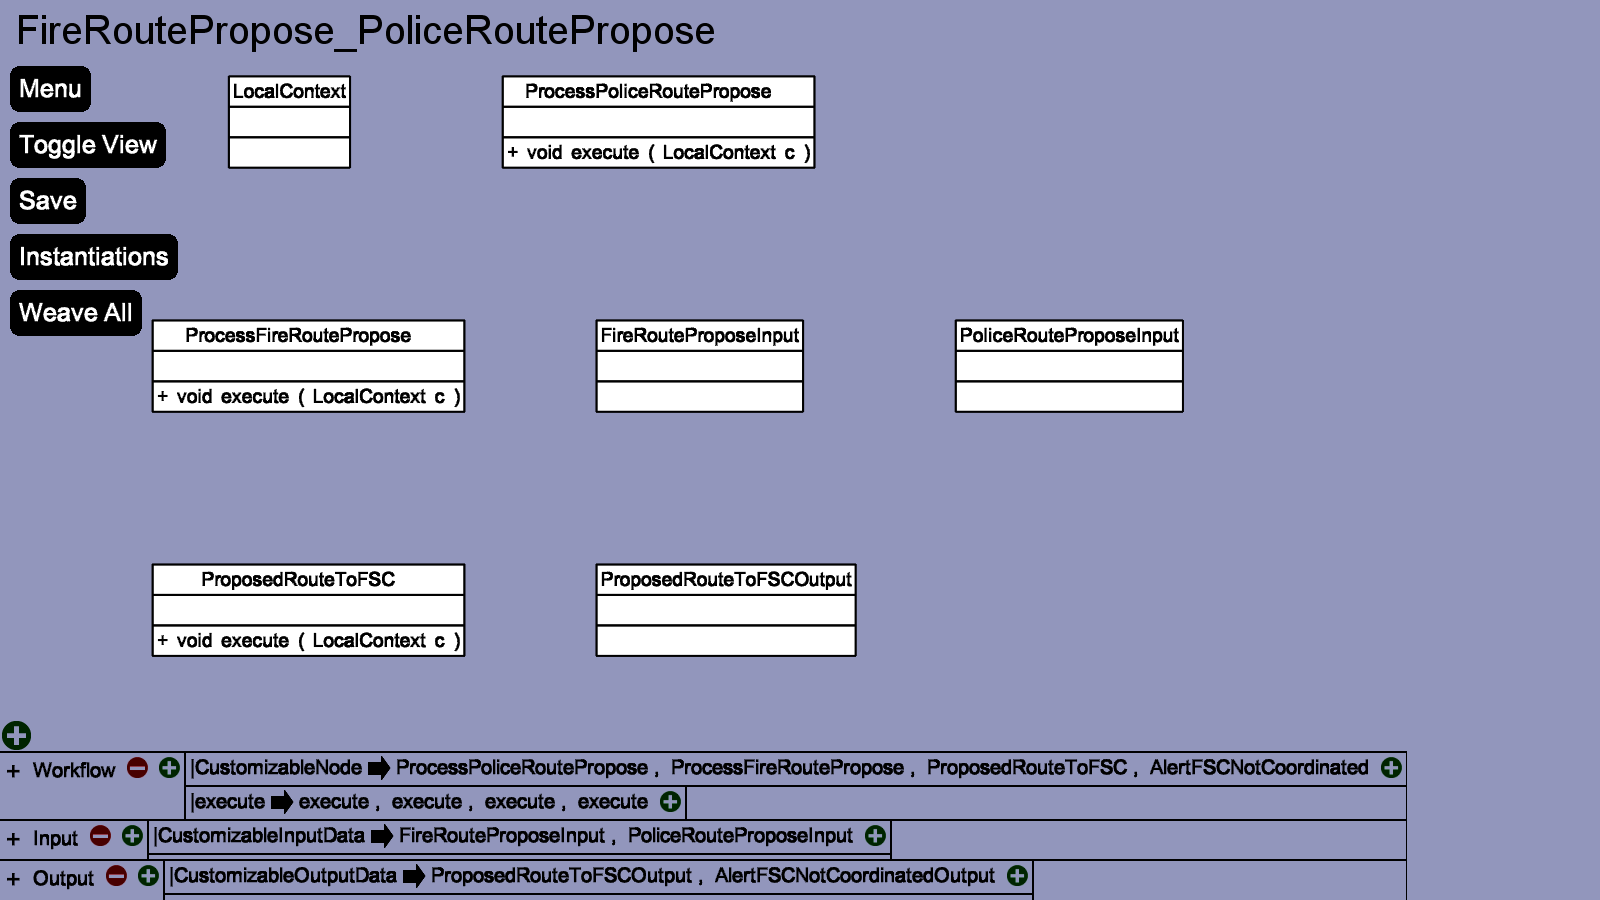 FireRoutePropose_PoliceRoutePropose
Menu
Toggle View
Save
Instantiations
Weave All
LocalContext
ProcessPoliceRoutePropose
+ void execute ( LocalContext c )
ProcessFireRoutePropose
+ void execute ( LocalContext c )
FireRouteProposeInput
PoliceRouteProposeInput
ProposedRouteToFSC
+ void execute ( LocalContext c )
ProposedRouteToFSCOutput
+ Workflow |CustomizableNode ProcessPoliceRoutePropose , ProcessFireRoutePropose , ProposedRouteToFSC , AlertFSCNotCoordinated
|execute execute , execute , execute , execute
+ Input |CustomizableInputData FireRouteProposeInput , PoliceRouteProposeInput
+ Output |CustomizableOutputData ProposedRouteToFSCOutput , AlertFSCNotCoordinatedOutput